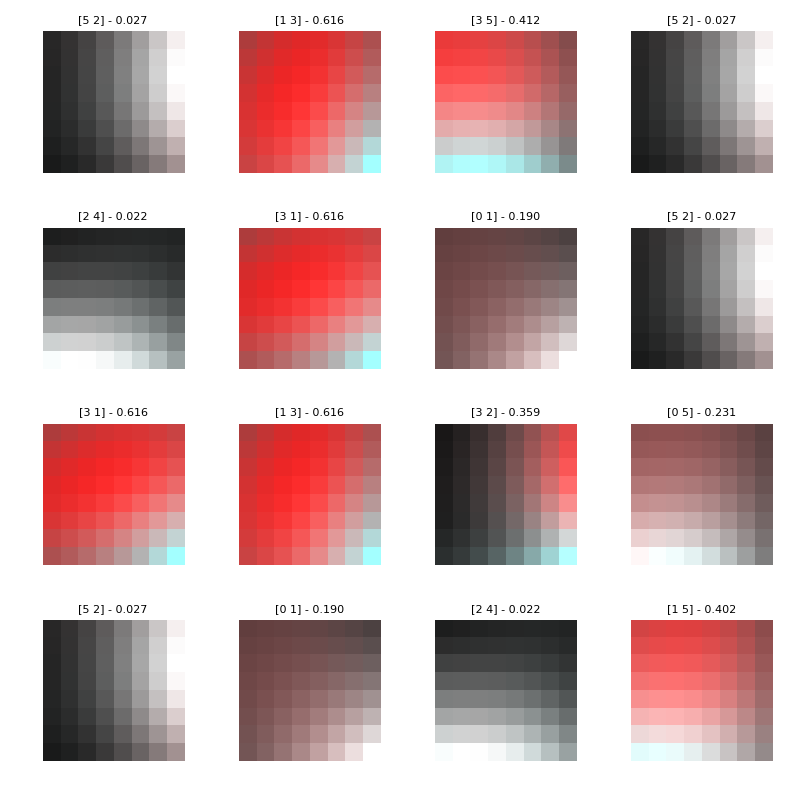 [5 2] - 0.027
[1 3] - 0.616
[3 5] - 0.412
[5 2] - 0.027
[2 4] - 0.022
[3 1] - 0.616
[0 1] - 0.190
[5 2] - 0.027
[3 1] - 0.616
[1 3] - 0.616
[3 2] - 0.359
[0 5] - 0.231
[5 2] - 0.027
[0 1] - 0.190
[2 4] - 0.022
[1 5] - 0.402